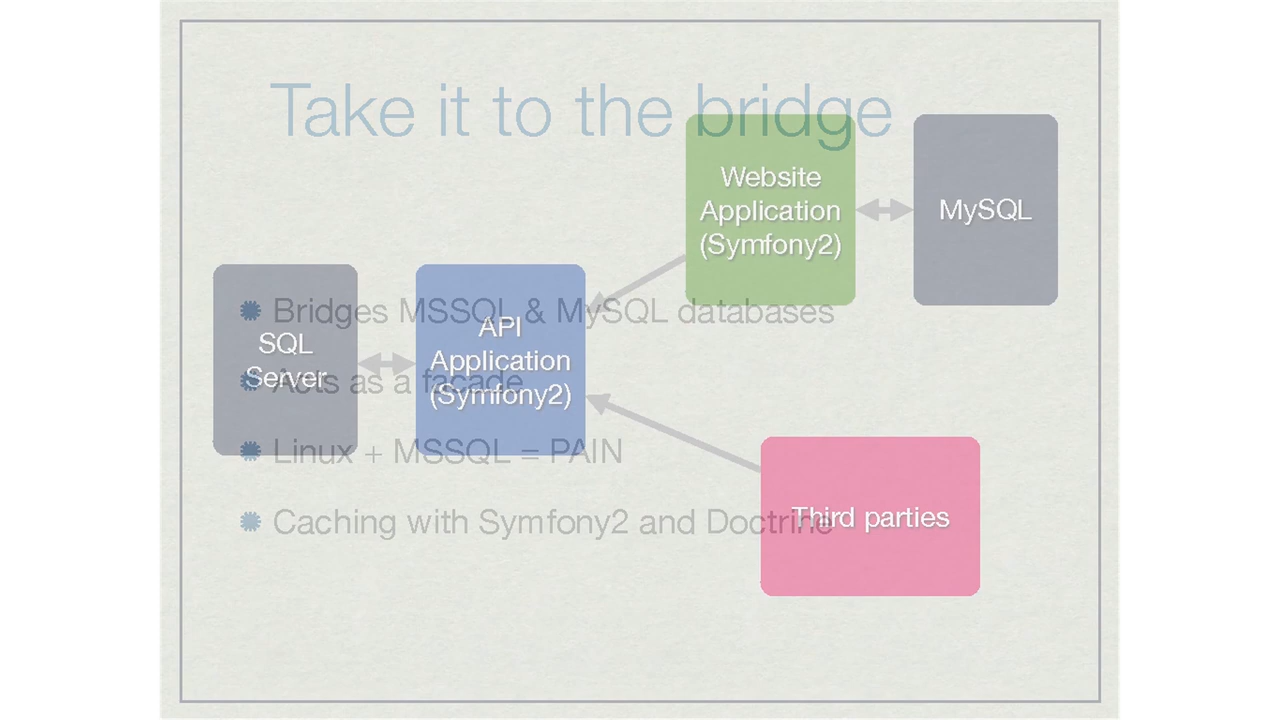 Take it to the bridge
Website
Application
(Symfony2)
MySQL
Bridges MSSQL & MySQL databases
SQL
Server
API
Application
(Symfony2)
Acts as a facade
Linux + MSSQL = PAIN
Caching with Symfony2 and Doctrine
Third parties